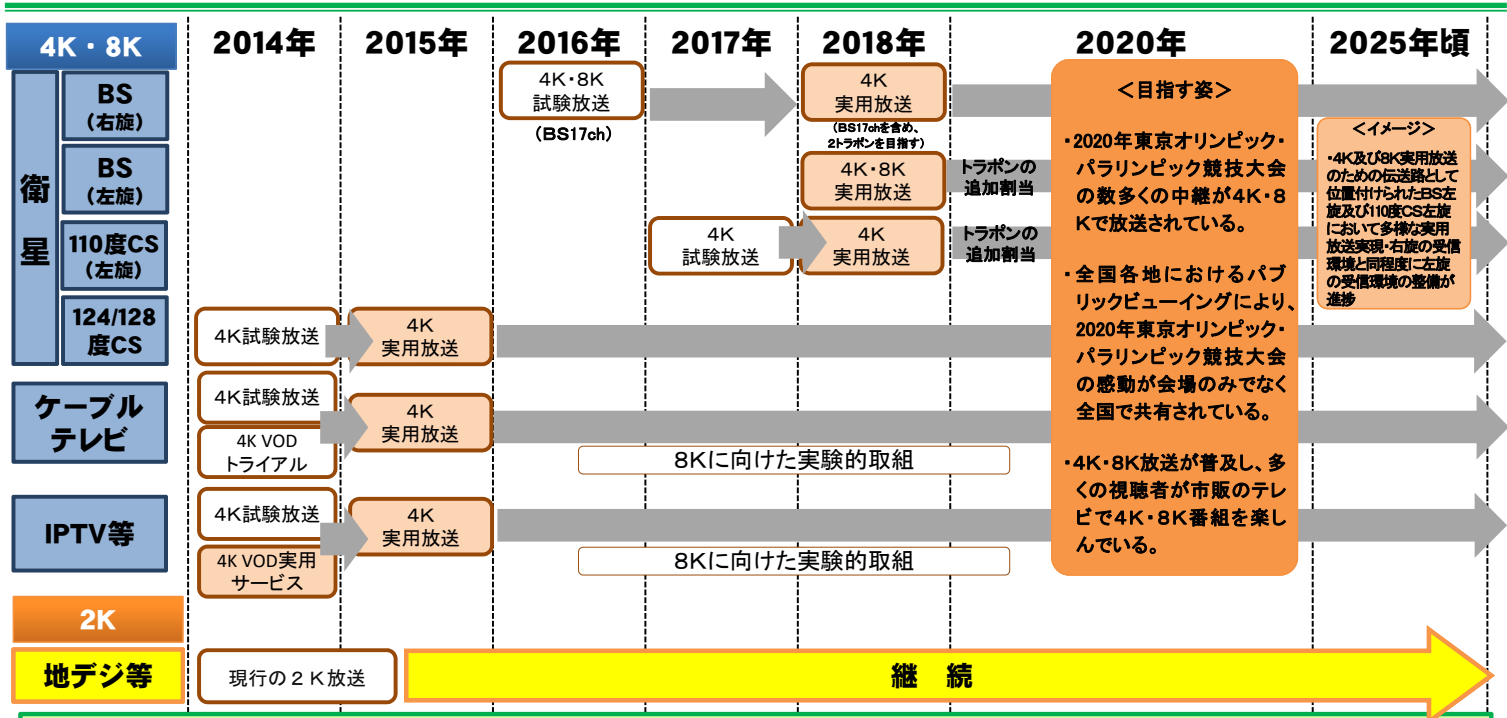 4K・8K
2014年
2015年
2016年
2017年
2018年
2020年
2025年頃
衛星
BS
（右旋）
4K・8K
試験放送
（BS17ch）
4K
実用放送
（BS17chを含め、
2トラポンを目指す）
BS
（左旋）
4K・8K
実用放送
トラポンの
追加割当
110度CS
（左旋）
4K
試験放送
4K
実用放送
トラポンの
追加割当
124/128
度CS
4K試験放送
4K
実用放送
ケーブル
テレビ
4K試験放送
4K VOD
トライアル
4K
実用放送
8Kに向けた実験的取組
IPTV等
4K試験放送
4K VOD実用
サービス
4K
実用放送
8Kに向けた実験的取組
＜目指す姿＞
・2020年東京オリンピック・
パラリンピック競技大会
の数多くの中継が4K・8
Kで放送されている。
・全国各地におけるパブ
リックビューイングにより、
2020年東京オリンピック・
パラリンピック競技大会
の感動が会場のみでなく
全国で共有されている。
・4K・8K放送が普及し、多
くの視聴者が市販のテレ
ビで4K・8K番組を楽し
んでいる。
＜イメージ＞
・4K及び8K実用放送
のための伝送路として
位置付けられたBS左
旋及び110度CS左旋
において多様な実用
放送実現・右旋の受信
環境と同程度に左旋
の受信環境の整備が
進捗
2K
地デジ等
現行の２Ｋ放送
継　続